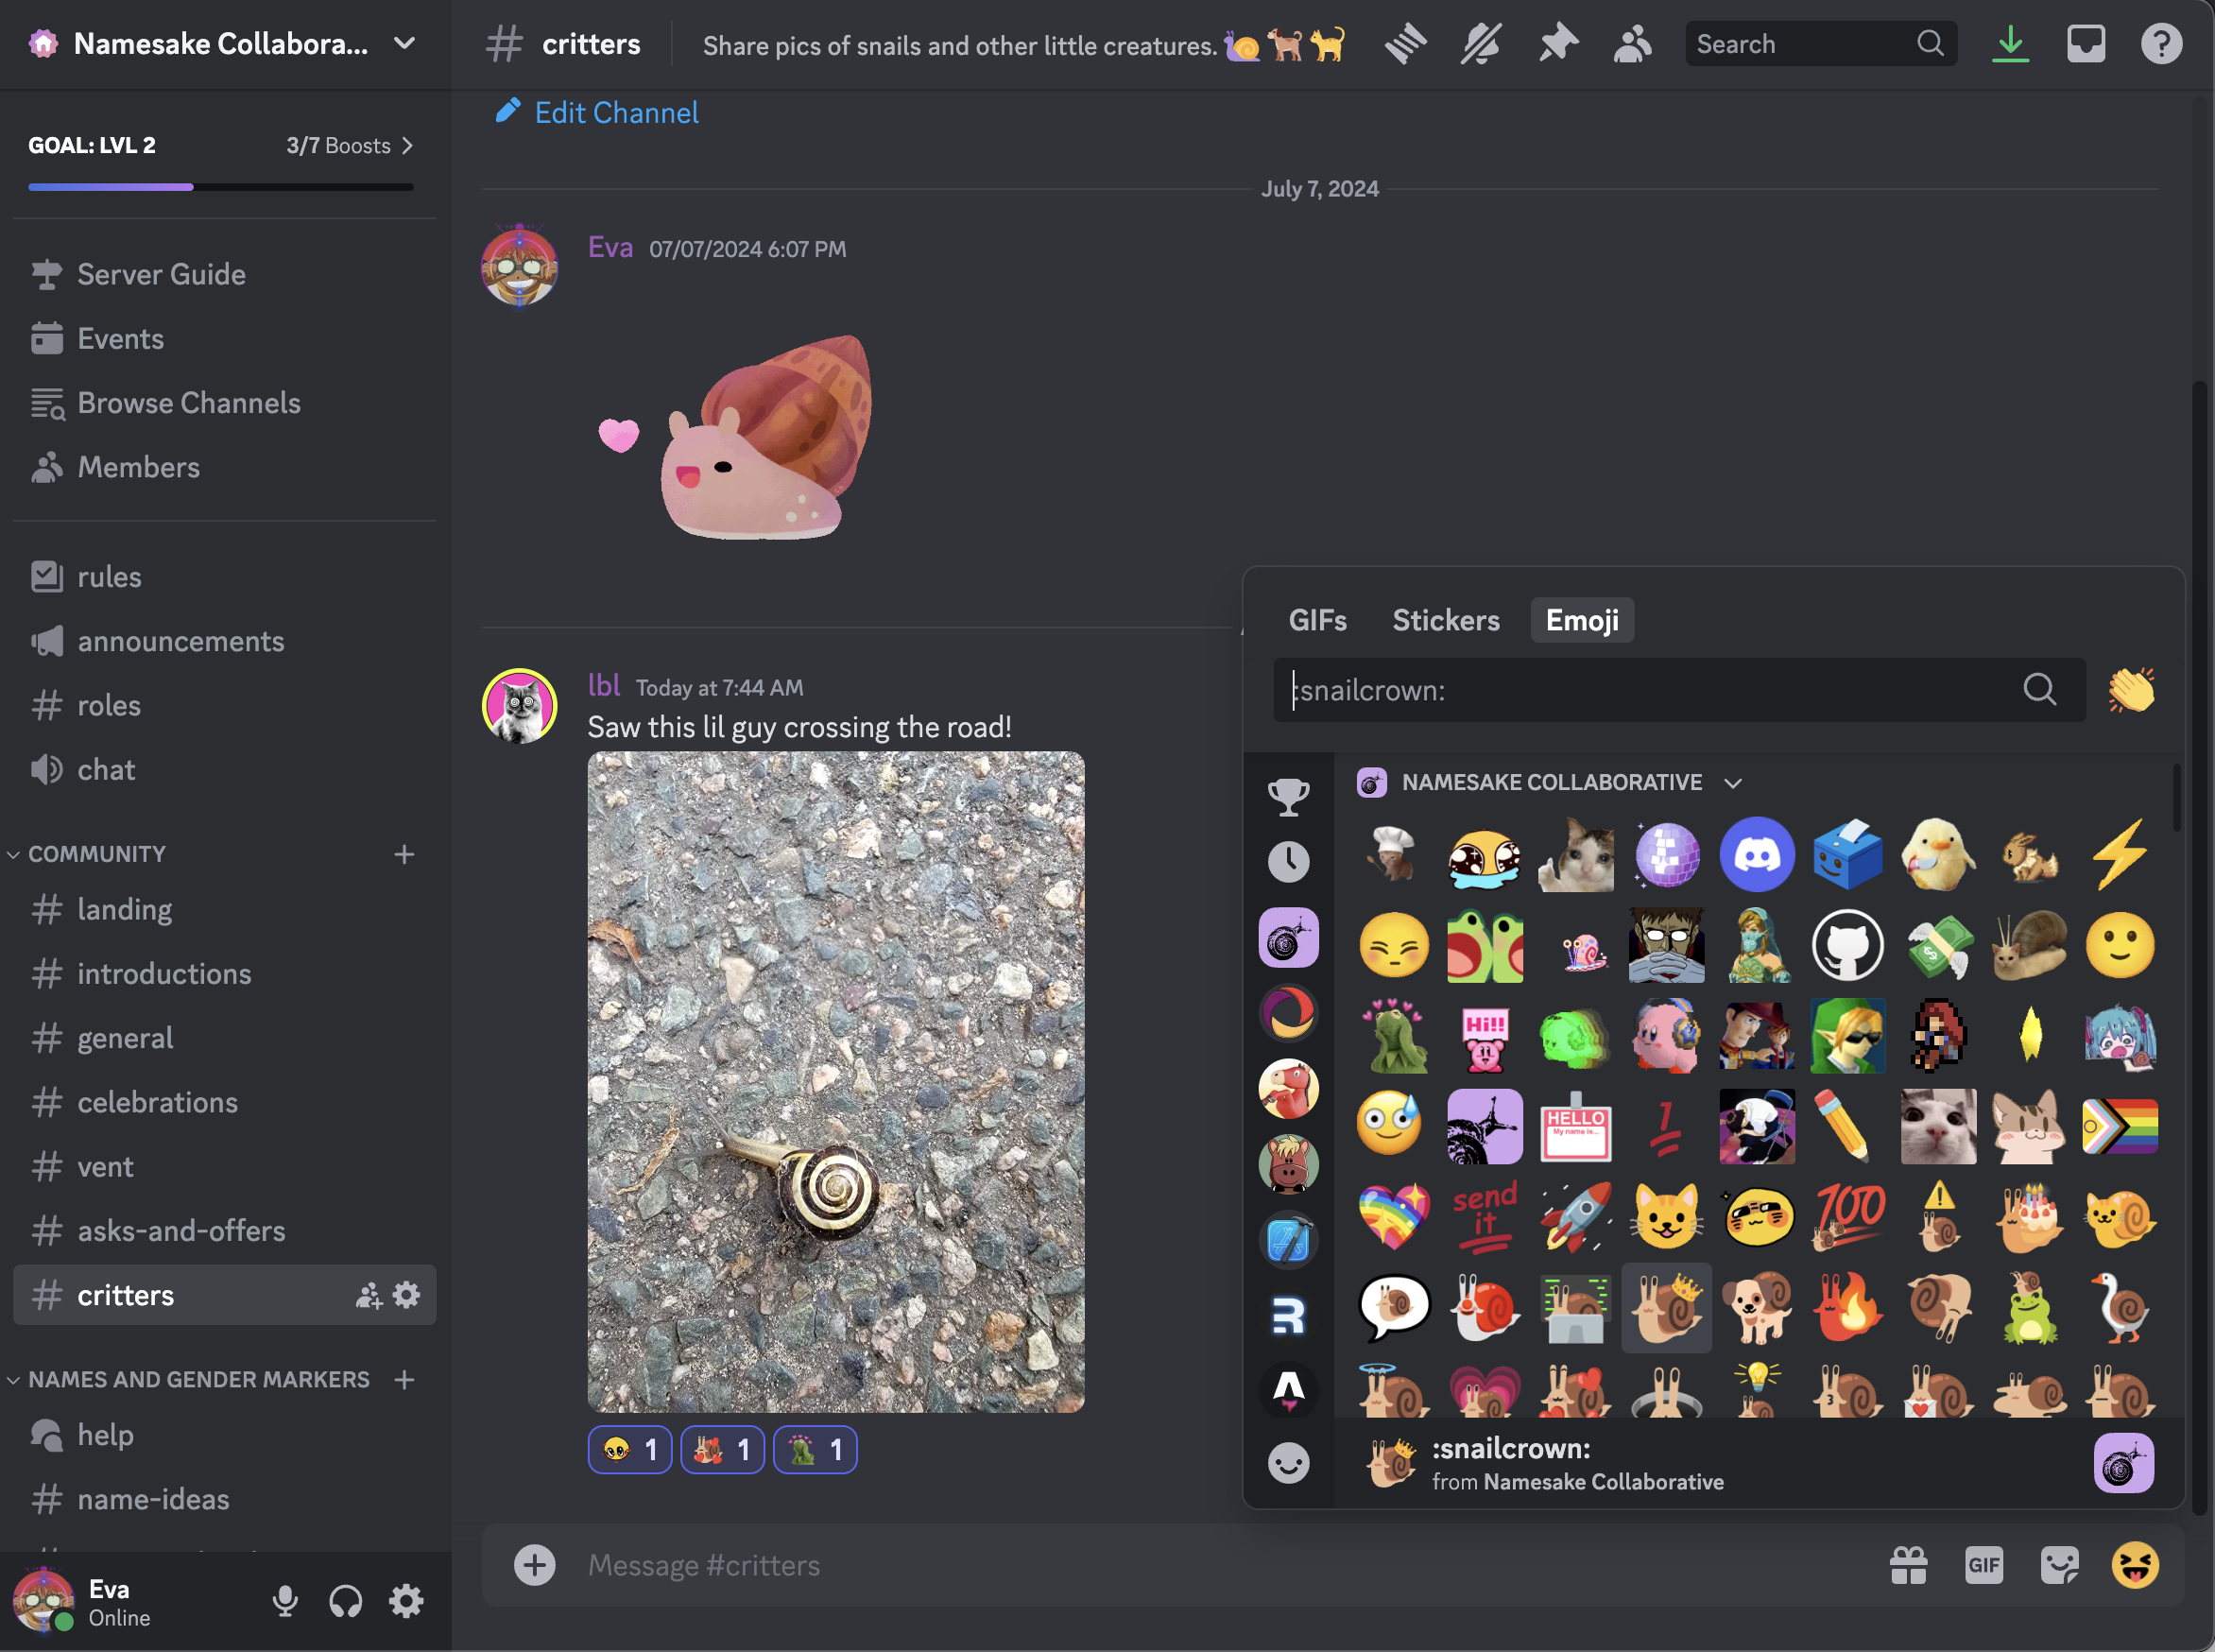 Namesake Collabora...
GOAL: LVL 2
3/7 Boosts
Server Guide
Events
Browse Channels
Members
rules
announcements
roles
chat
COMMUNITY
landing
introductions
general
celebrations
vent
asks-and-offers
critters
NAMES AND GENDER MARKERS
help
name-ideas
Eva
Online
critters
Share pics of snails and other little creatures.
Search
Edit Channel
July 7, 2024
Eva 07/07/2024 6:07 PM
lbl Today at 7:44 AM
Saw this lil guy crossing the road!
1 1 1
Message #critters
GIF
GIFs Stickers Emoji
:snailcrown:
NAMESAKE COLLABORATIVE
Hi!!
HELLO
My name is...
1
send
it
100
:snailcrown:
from Namesake Collaborative